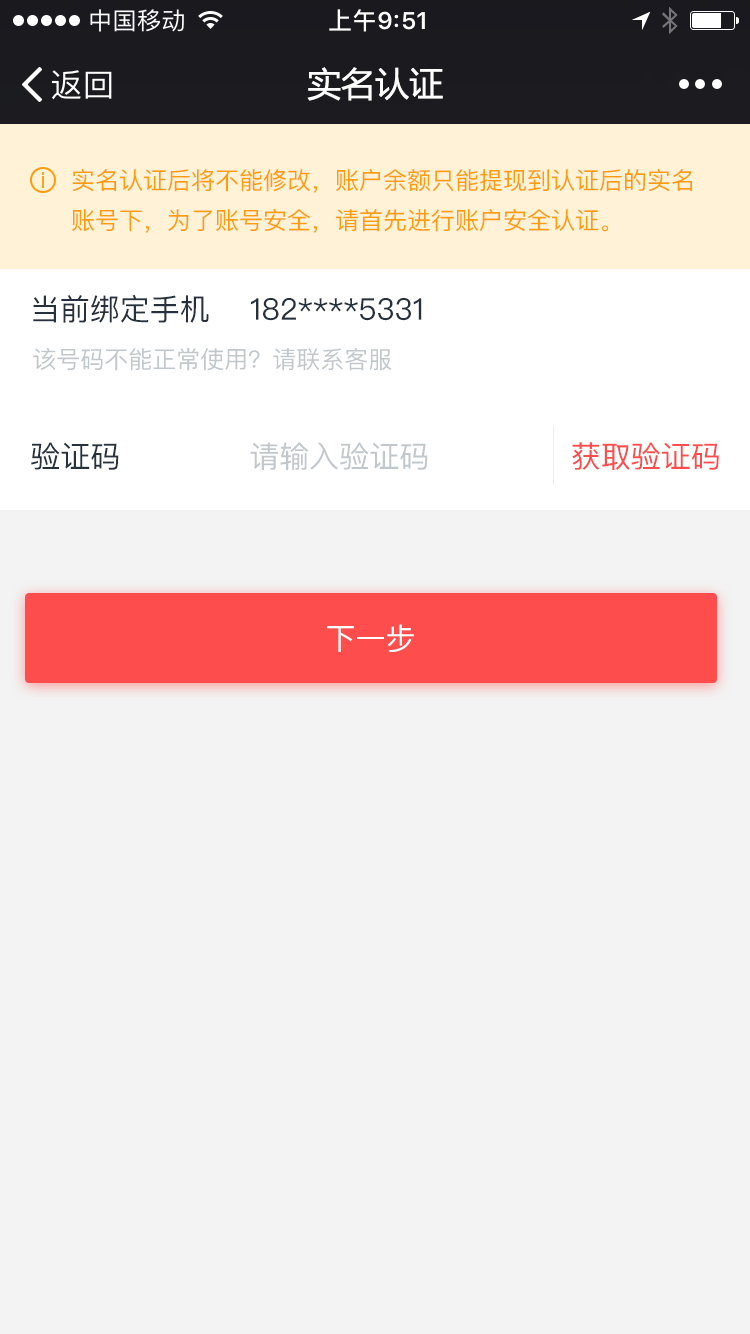 中国移动 上午9:51
返回 实名认证
实名认证后将不能修改，账户余额只能提现到认证后的实名
账号下，为了账号安全，请首先进行账户安全认证。
当前绑定手机 182****5331
该号码不能正常使用？请联系客服
验证码 请输入验证码 获取验证码
下一步